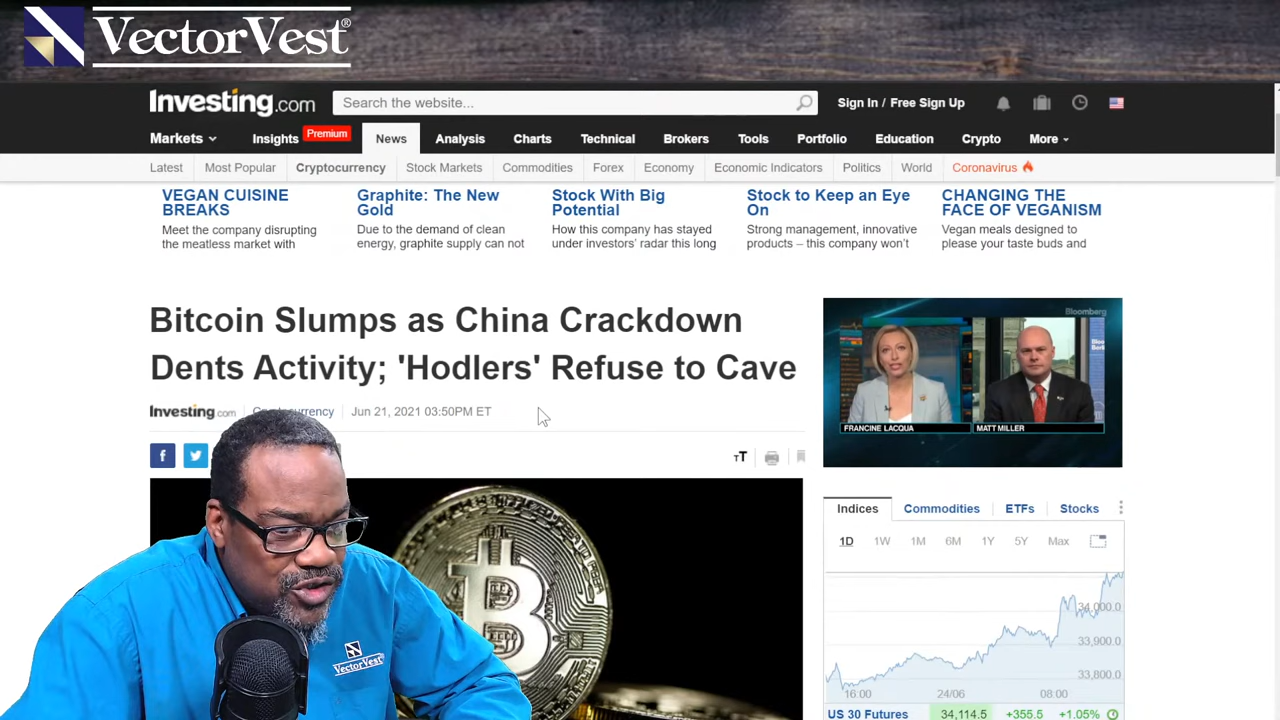 VectorVest®
Investing.com
Search the website...
Sign In / Free Sign Up
Markets
Insights
Premium
News
Analysis
Charts
Technical
Brokers
Tools
Portfolio
Education
Crypto
More
Latest
Most Popular
Cryptocurrency
Stock Markets
Commodities
Forex
Economy
Economic Indicators
Politics
World
Coronavirus
VEGAN CUISINE
BREAKS
Meet the company disrupting
the meatless market with
Graphite: The New
Gold
Due to the demand of clean
energy, graphite supply can not
Stock With Big
Potential
How this company has stayed
under investors' radar this long
Stock to Keep an Eye
On
Strong management, innovative
products – this company won't
CHANGING THE
FACE OF VEGANISM
Vegan meals designed to
please your taste buds and
Bitcoin Slumps as China Crackdown
Dents Activity; 'Hodlers' Refuse to Cave
Investing.com
Jun 21, 2021 03:50PM ET
f
TT
Bloomberg
FRANCINE LACQUA
MATT MILLER
Indices
Commodities
ETFs
Stocks
1D
1W
1M
6M
1Y
5Y
Max
34,000.0
33,900.0
33,800.0
16:00
24/06
08:00
US 30 Futures
34,114.5
+355.5
+1.05%
VectorVest